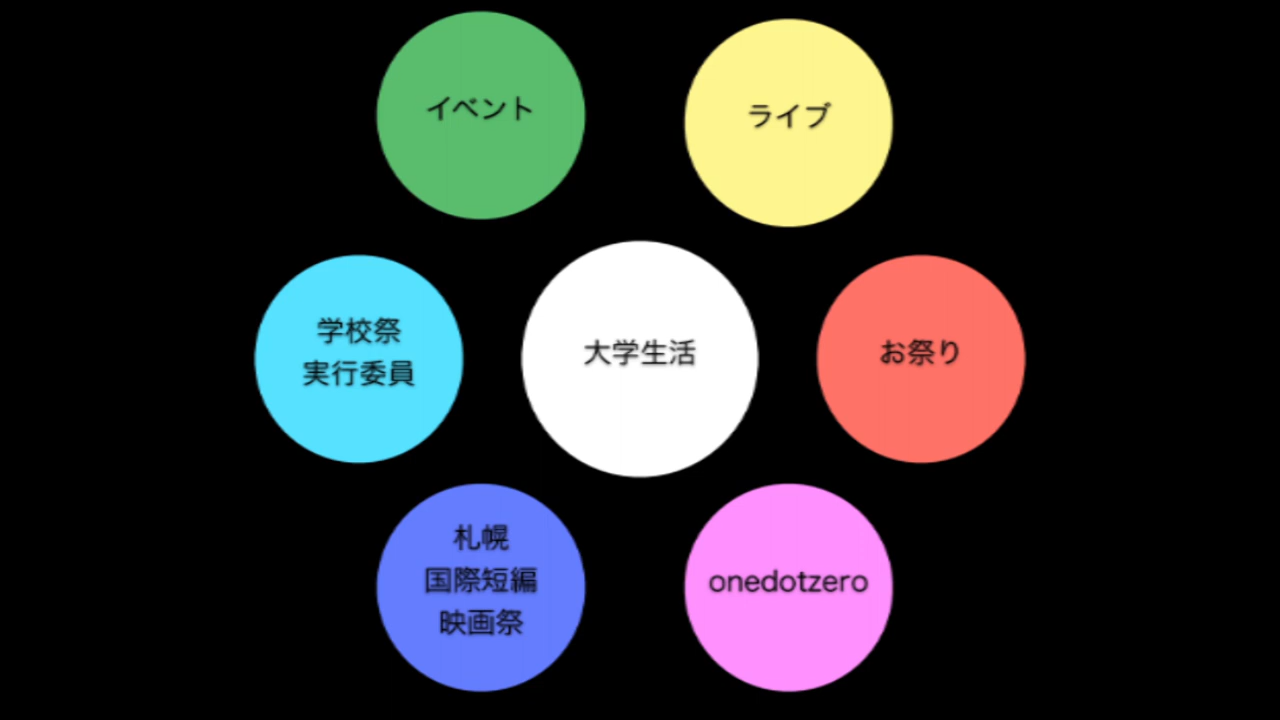 イベント
ライブ
学校祭
実行委員
大学生活
お祭り
札幌
国際短編
映画祭
onedotzero